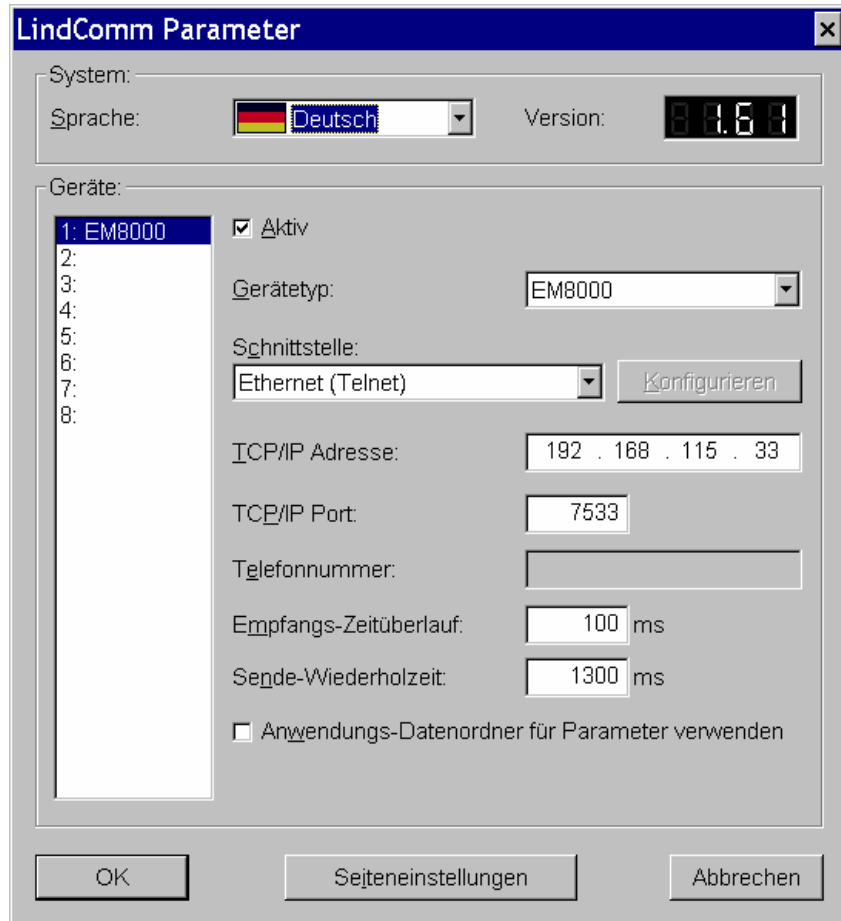 LindComm Parameter
System:
Sprache: Deutsch Version: 1.61
Geräte:
1: EM8000
2:
3:
4:
5:
6:
7:
8:
Aktiv
Gerätetyp: EM8000
Schnittstelle:
Ethernet (Telnet) Konfigurieren
TCP/IP Adresse: 192 . 168 . 115 . 33
TCP/IP Port: 7533
Telefonnummer:
Empfangs-Zeitüberlauf: 100 ms
Sende-Wiederholzeit: 1300 ms
Anwendungs-Datenordner für Parameter verwenden
OK Seiteneinstellungen Abbrechen